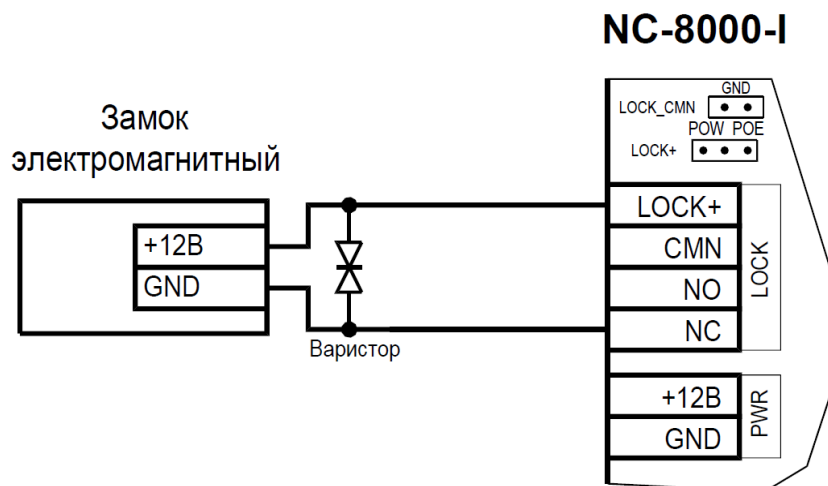 NC-8000-I
GND
LOCK_CMN
POW POE
LOCK+
Замок
электромагнитный
+12В
GND
Варистор
LOCK+
CMN
NO
NC
LOCK
+12В
GND
PWR